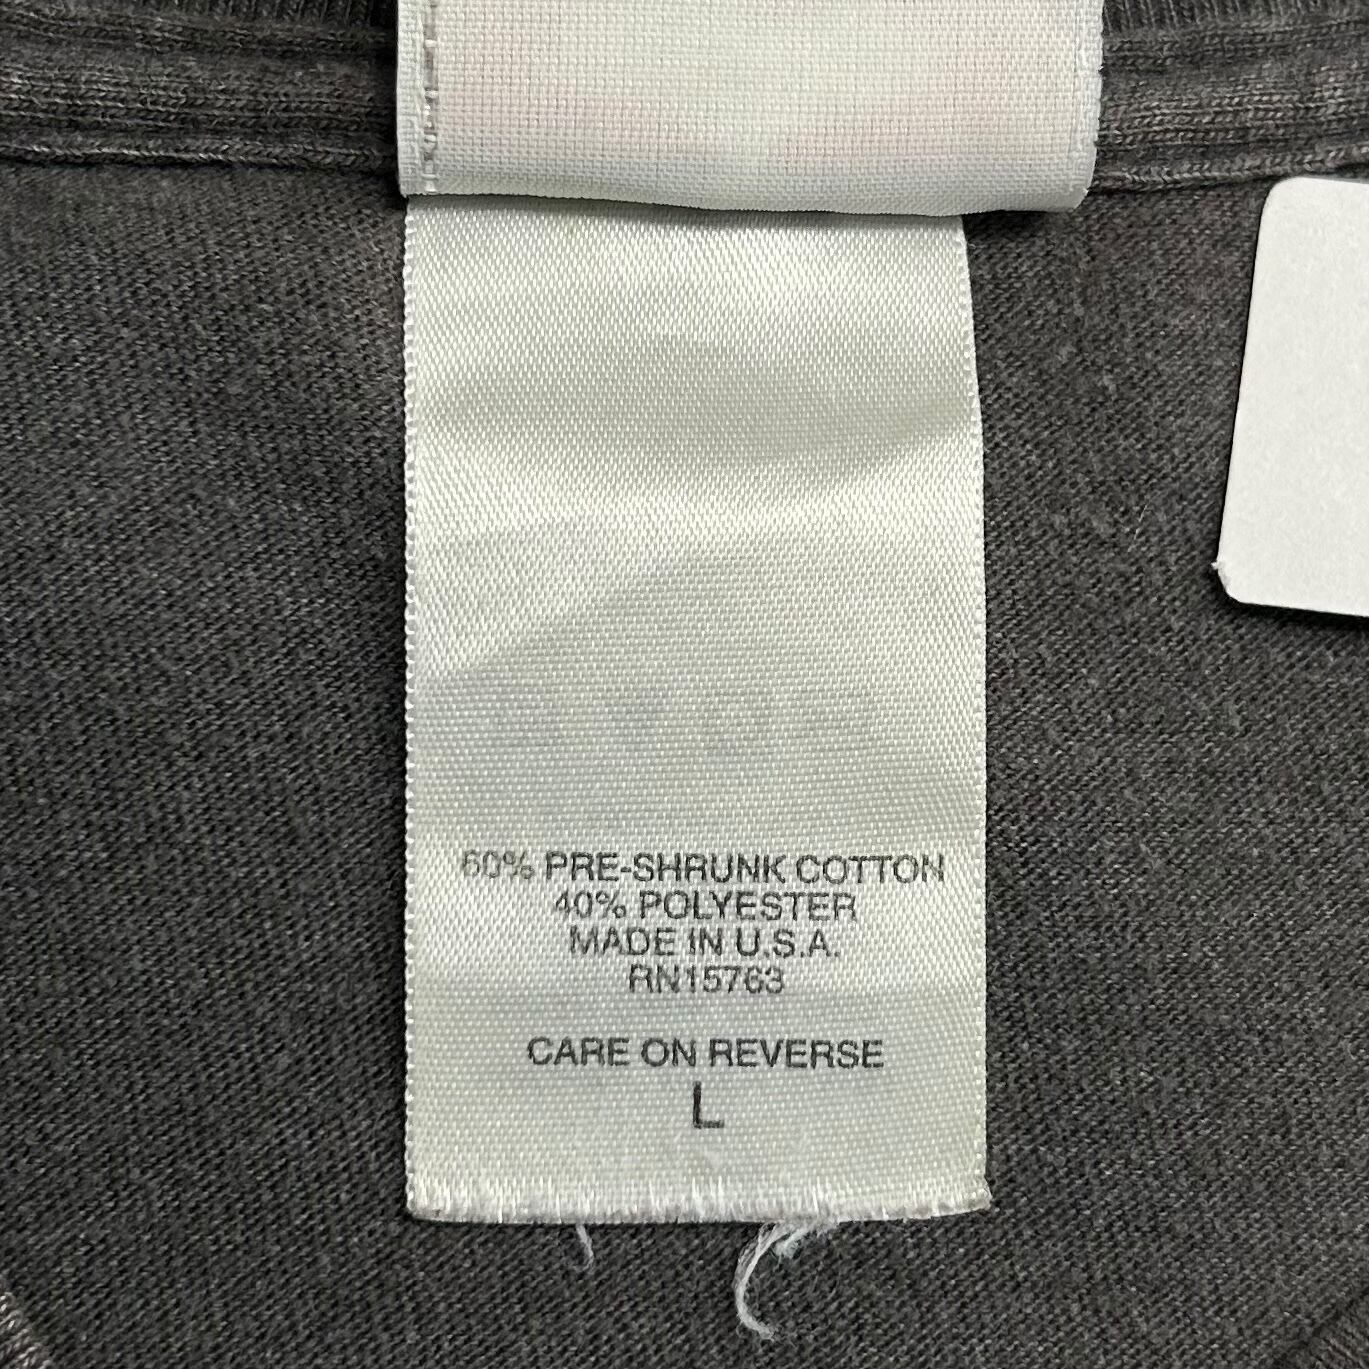 60% PRE-SHRUNK COTTON
40% POLYESTER
MADE IN U.S.A.
RN15763
CARE ON REVERSE
L